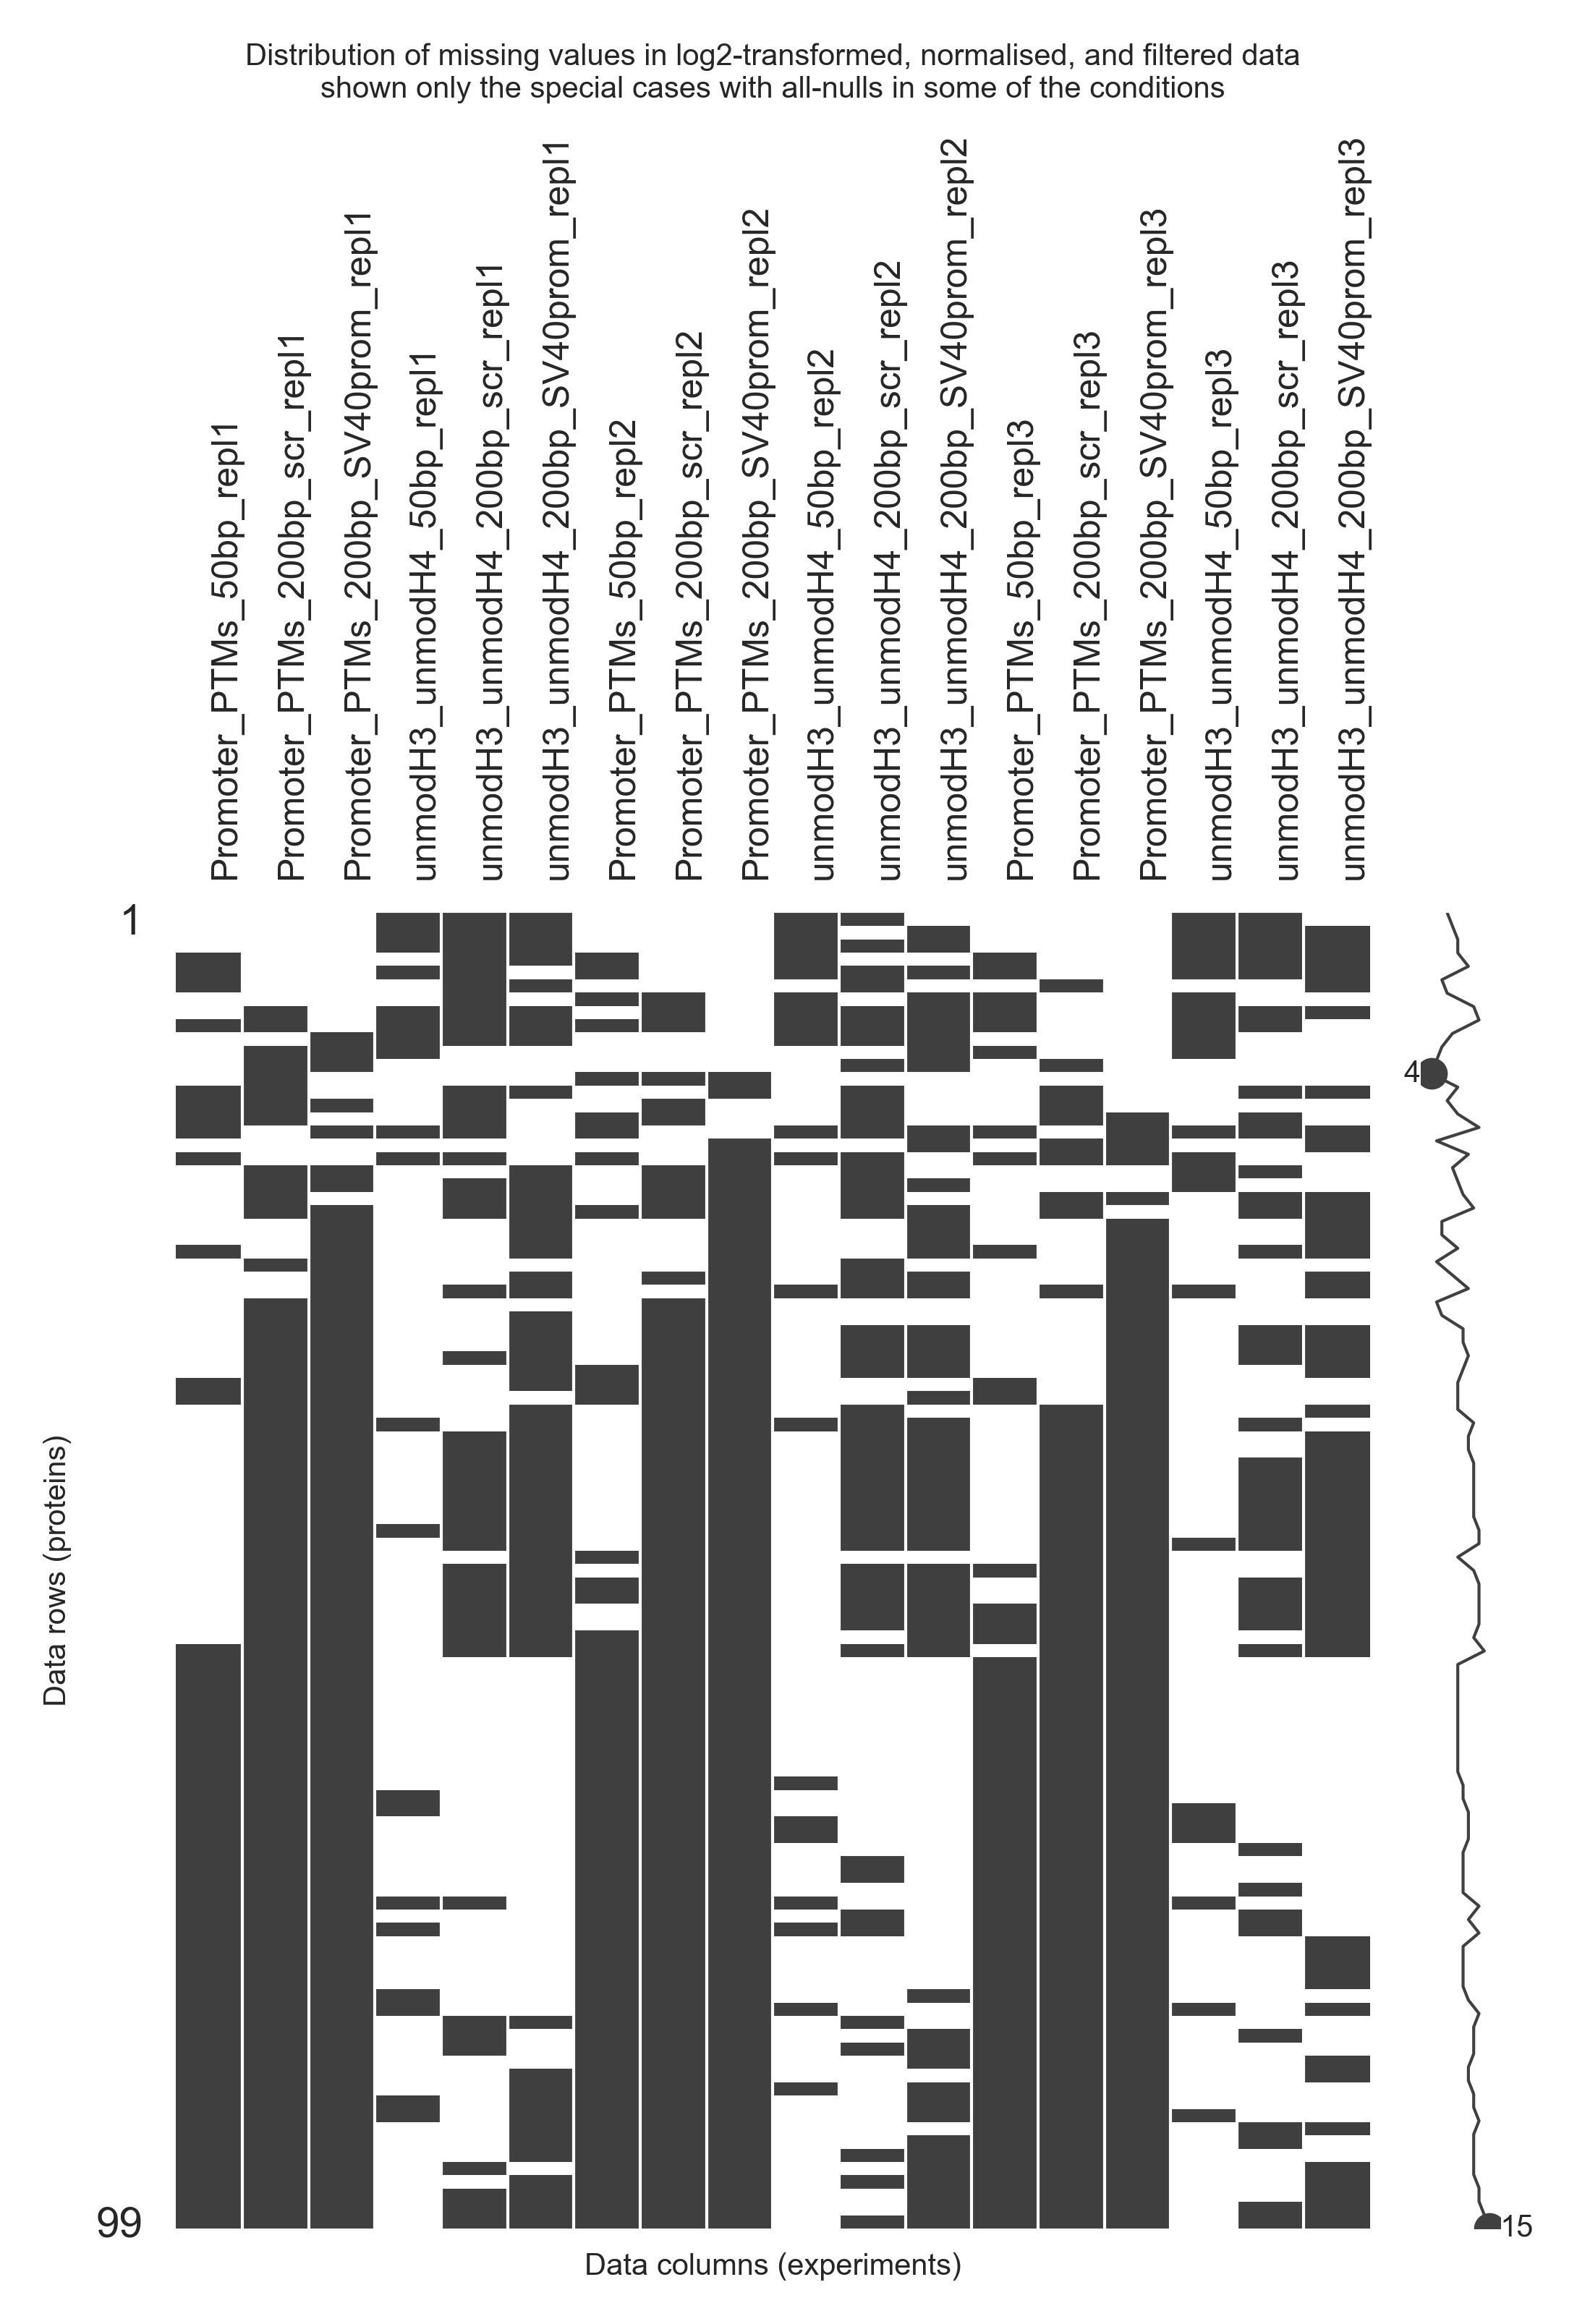 Distribution of missing values in log2-transformed, normalised, and filtered data
shown only the special cases with all-nulls in some of the conditions
Promoter_PTMs_50bp_repl1
Promoter_PTMs_200bp_scr_repl1
Promoter_PTMs_200bp_SV40prom_repl1
unmodH3_unmodH4_50bp_repl1
unmodH3_unmodH4_200bp_scr_repl1
unmodH3_unmodH4_200bp_SV40prom_repl1
Promoter_PTMs_50bp_repl2
Promoter_PTMs_200bp_scr_repl2
Promoter_PTMs_200bp_SV40prom_repl2
unmodH3_unmodH4_50bp_repl2
unmodH3_unmodH4_200bp_scr_repl2
unmodH3_unmodH4_200bp_SV40prom_repl2
Promoter_PTMs_50bp_repl3
Promoter_PTMs_200bp_scr_repl3
Promoter_PTMs_200bp_SV40prom_repl3
unmodH3_unmodH4_50bp_repl3
unmodH3_unmodH4_200bp_scr_repl3
unmodH3_unmodH4_200bp_SV40prom_repl3
1
4
Data rows (proteins)
99
15
Data columns (experiments)